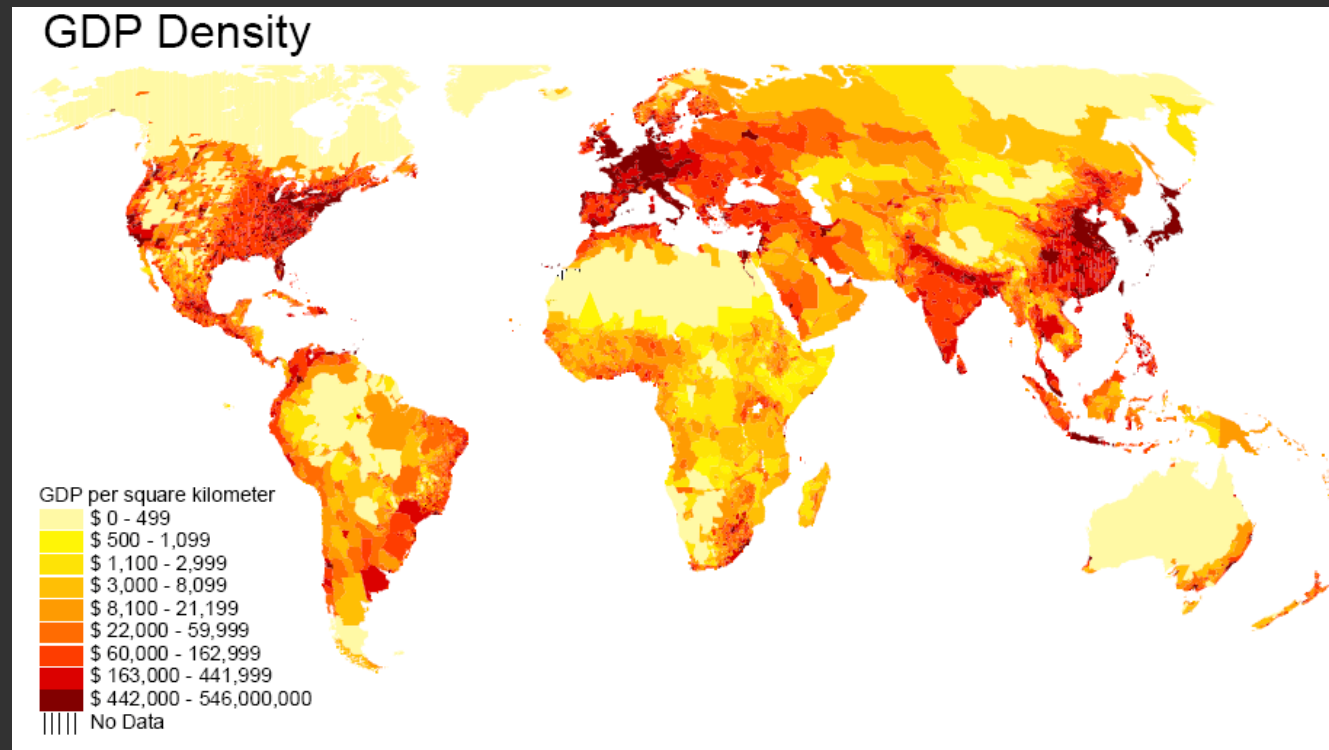 GDP Density
GDP per square kilometer
$ 0 - 499
$ 500 - 1,099
$ 1,100 - 2,999
$ 3,000 - 8,099
$ 8,100 - 21,199
$ 22,000 - 59,999
$ 60,000 - 162,999
$ 163,000 - 441,999
$ 442,000 - 546,000,000
No Data